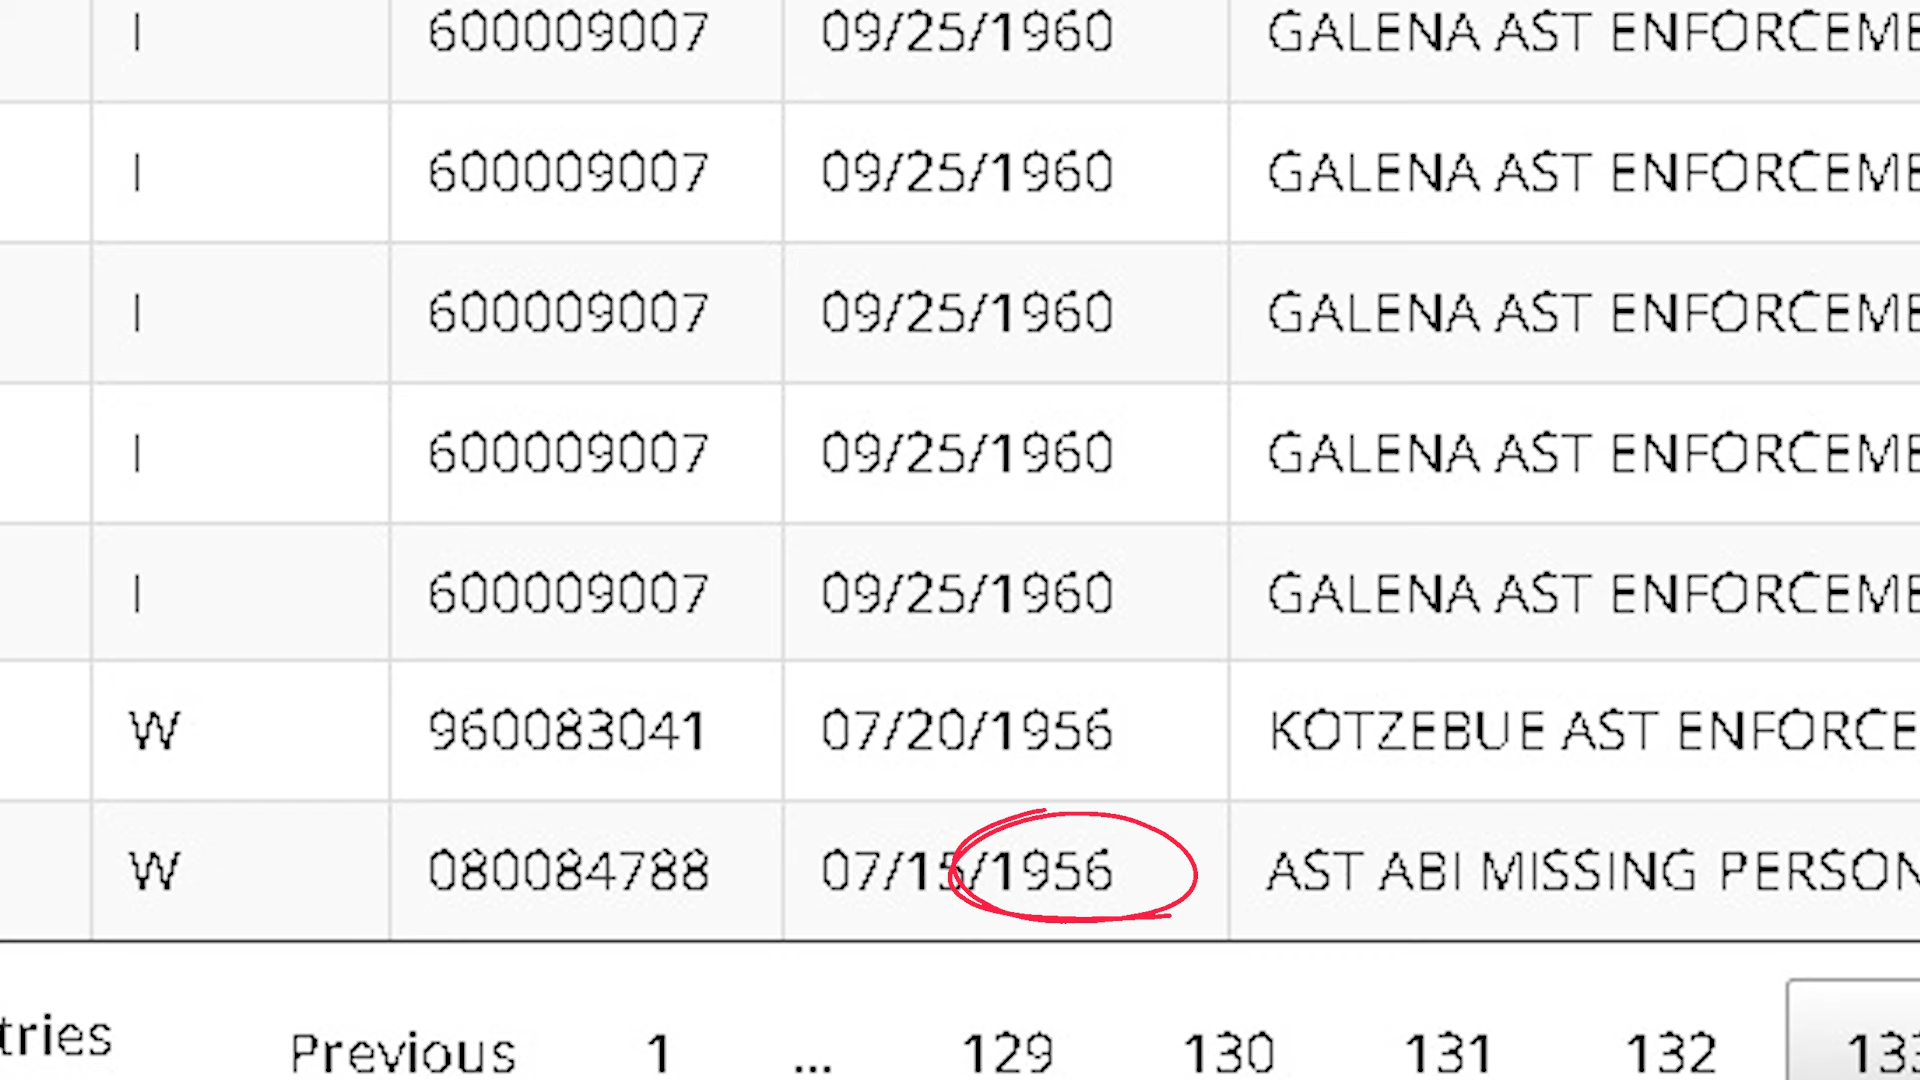 I 600009007 09/25/1960 GALENA AST ENFORCEME
I 600009007 09/25/1960 GALENA AST ENFORCEME
I 600009007 09/25/1960 GALENA AST ENFORCEME
I 600009007 09/25/1960 GALENA AST ENFORCEME
I 600009007 09/25/1960 GALENA AST ENFORCEME
W 960083041 07/20/1956 KOTZEBUE AST ENFORCE
W 080084788 07/15/1956 AST ABI MISSING PERSON
tries Previous 1 ... 129 130 131 132 133